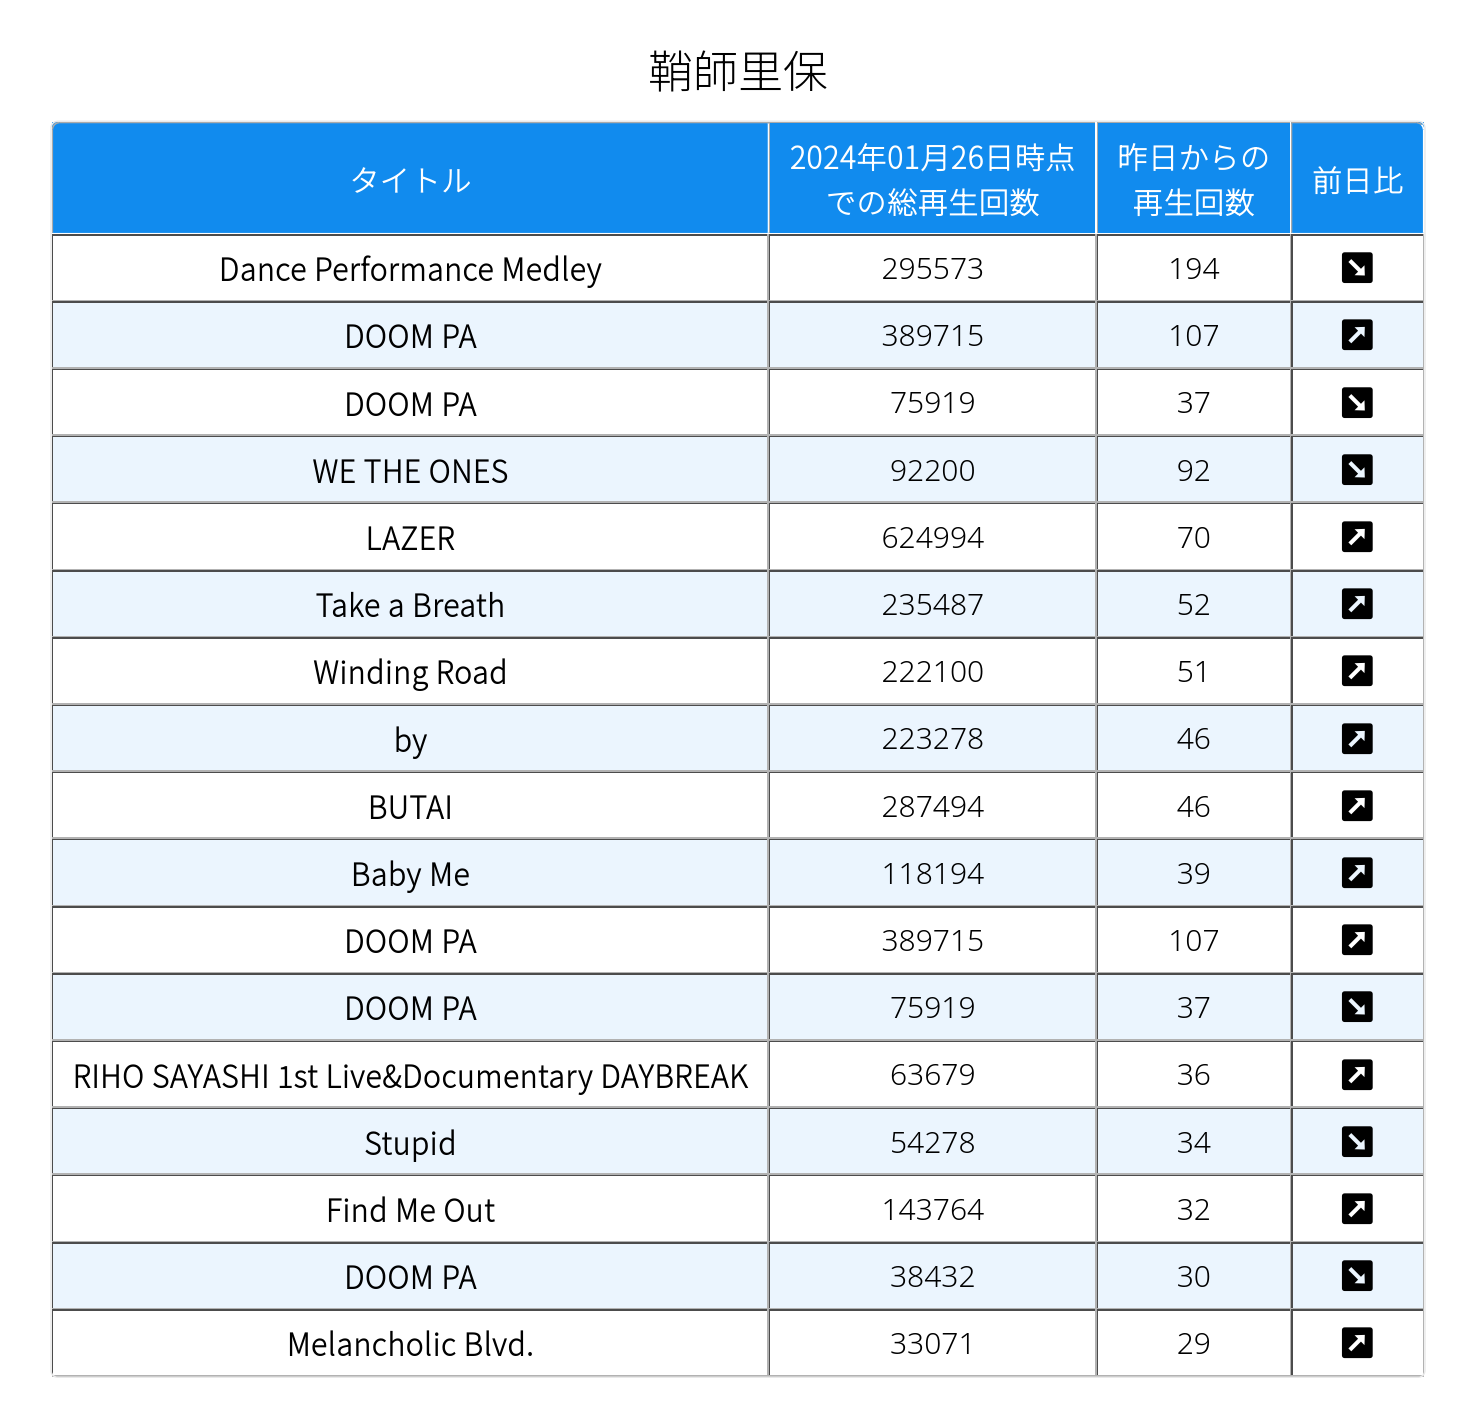 鞘師里保
タイトル
2024年01月26日時点
での総再生回数
昨日からの
再生回数
前日比
Dance Performance Medley 295573 194 ↘
DOOM PA 389715 107 ↗
DOOM PA 75919 37 ↘
WE THE ONES 92200 92 ↘
LAZER 624994 70 ↗
Take a Breath 235487 52 ↗
Winding Road 222100 51 ↗
by 223278 46 ↗
BUTAI 287494 46 ↗
Baby Me 118194 39 ↗
DOOM PA 389715 107 ↗
DOOM PA 75919 37 ↘
RIHO SAYASHI 1st Live&Documentary DAYBREAK 63679 36 ↗
Stupid 54278 34 ↘
Find Me Out 143764 32 ↗
DOOM PA 38432 30 ↘
Melancholic Blvd. 33071 29 ↗